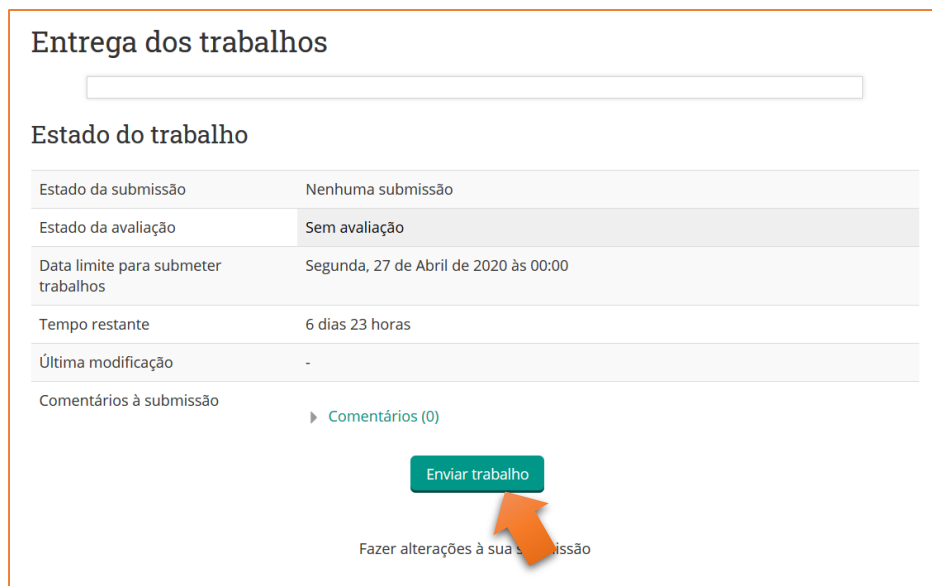 Entrega dos trabalhos
Estado do trabalho
Estado da submissão Nenhuma submissão
Estado da avaliação Sem avaliação
Data limite para submeter Segunda, 27 de Abril de 2020 às 00:00
trabalhos
Tempo restante 6 dias 23 horas
Última modificação -
Comentários à submissão
Comentários (0)
Enviar trabalho
Fazer alterações à sua